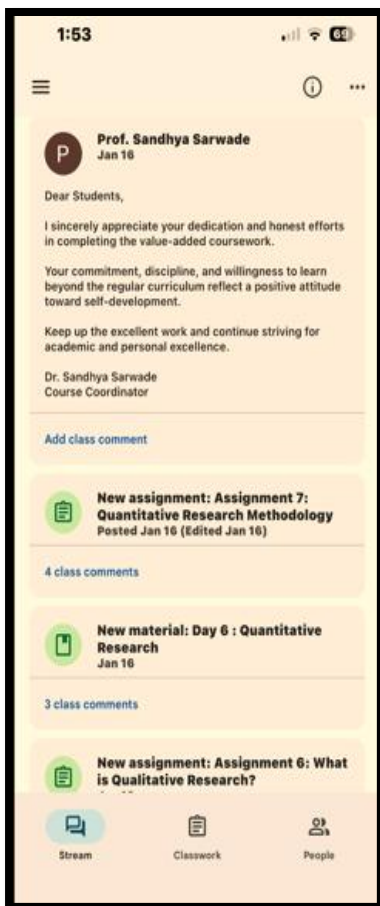 1:53
69
P
Prof. Sandhya Sarwade
Jan 16
Dear Students,
I sincerely appreciate your dedication and honest efforts
in completing the value-added coursework.
Your commitment, discipline, and willingness to learn
beyond the regular curriculum reflect a positive attitude
toward self-development.
Keep up the excellent work and continue striving for
academic and personal excellence.
Dr. Sandhya Sarwade
Course Coordinator
Add class comment
New assignment: Assignment 7:
Quantitative Research Methodology
Posted Jan 16 (Edited Jan 16)
4 class comments
New material: Day 6 : Quantitative
Research
Jan 16
3 class comments
New assignment: Assignment 6: What
is Qualitative Research?
Stream
Classwork
People